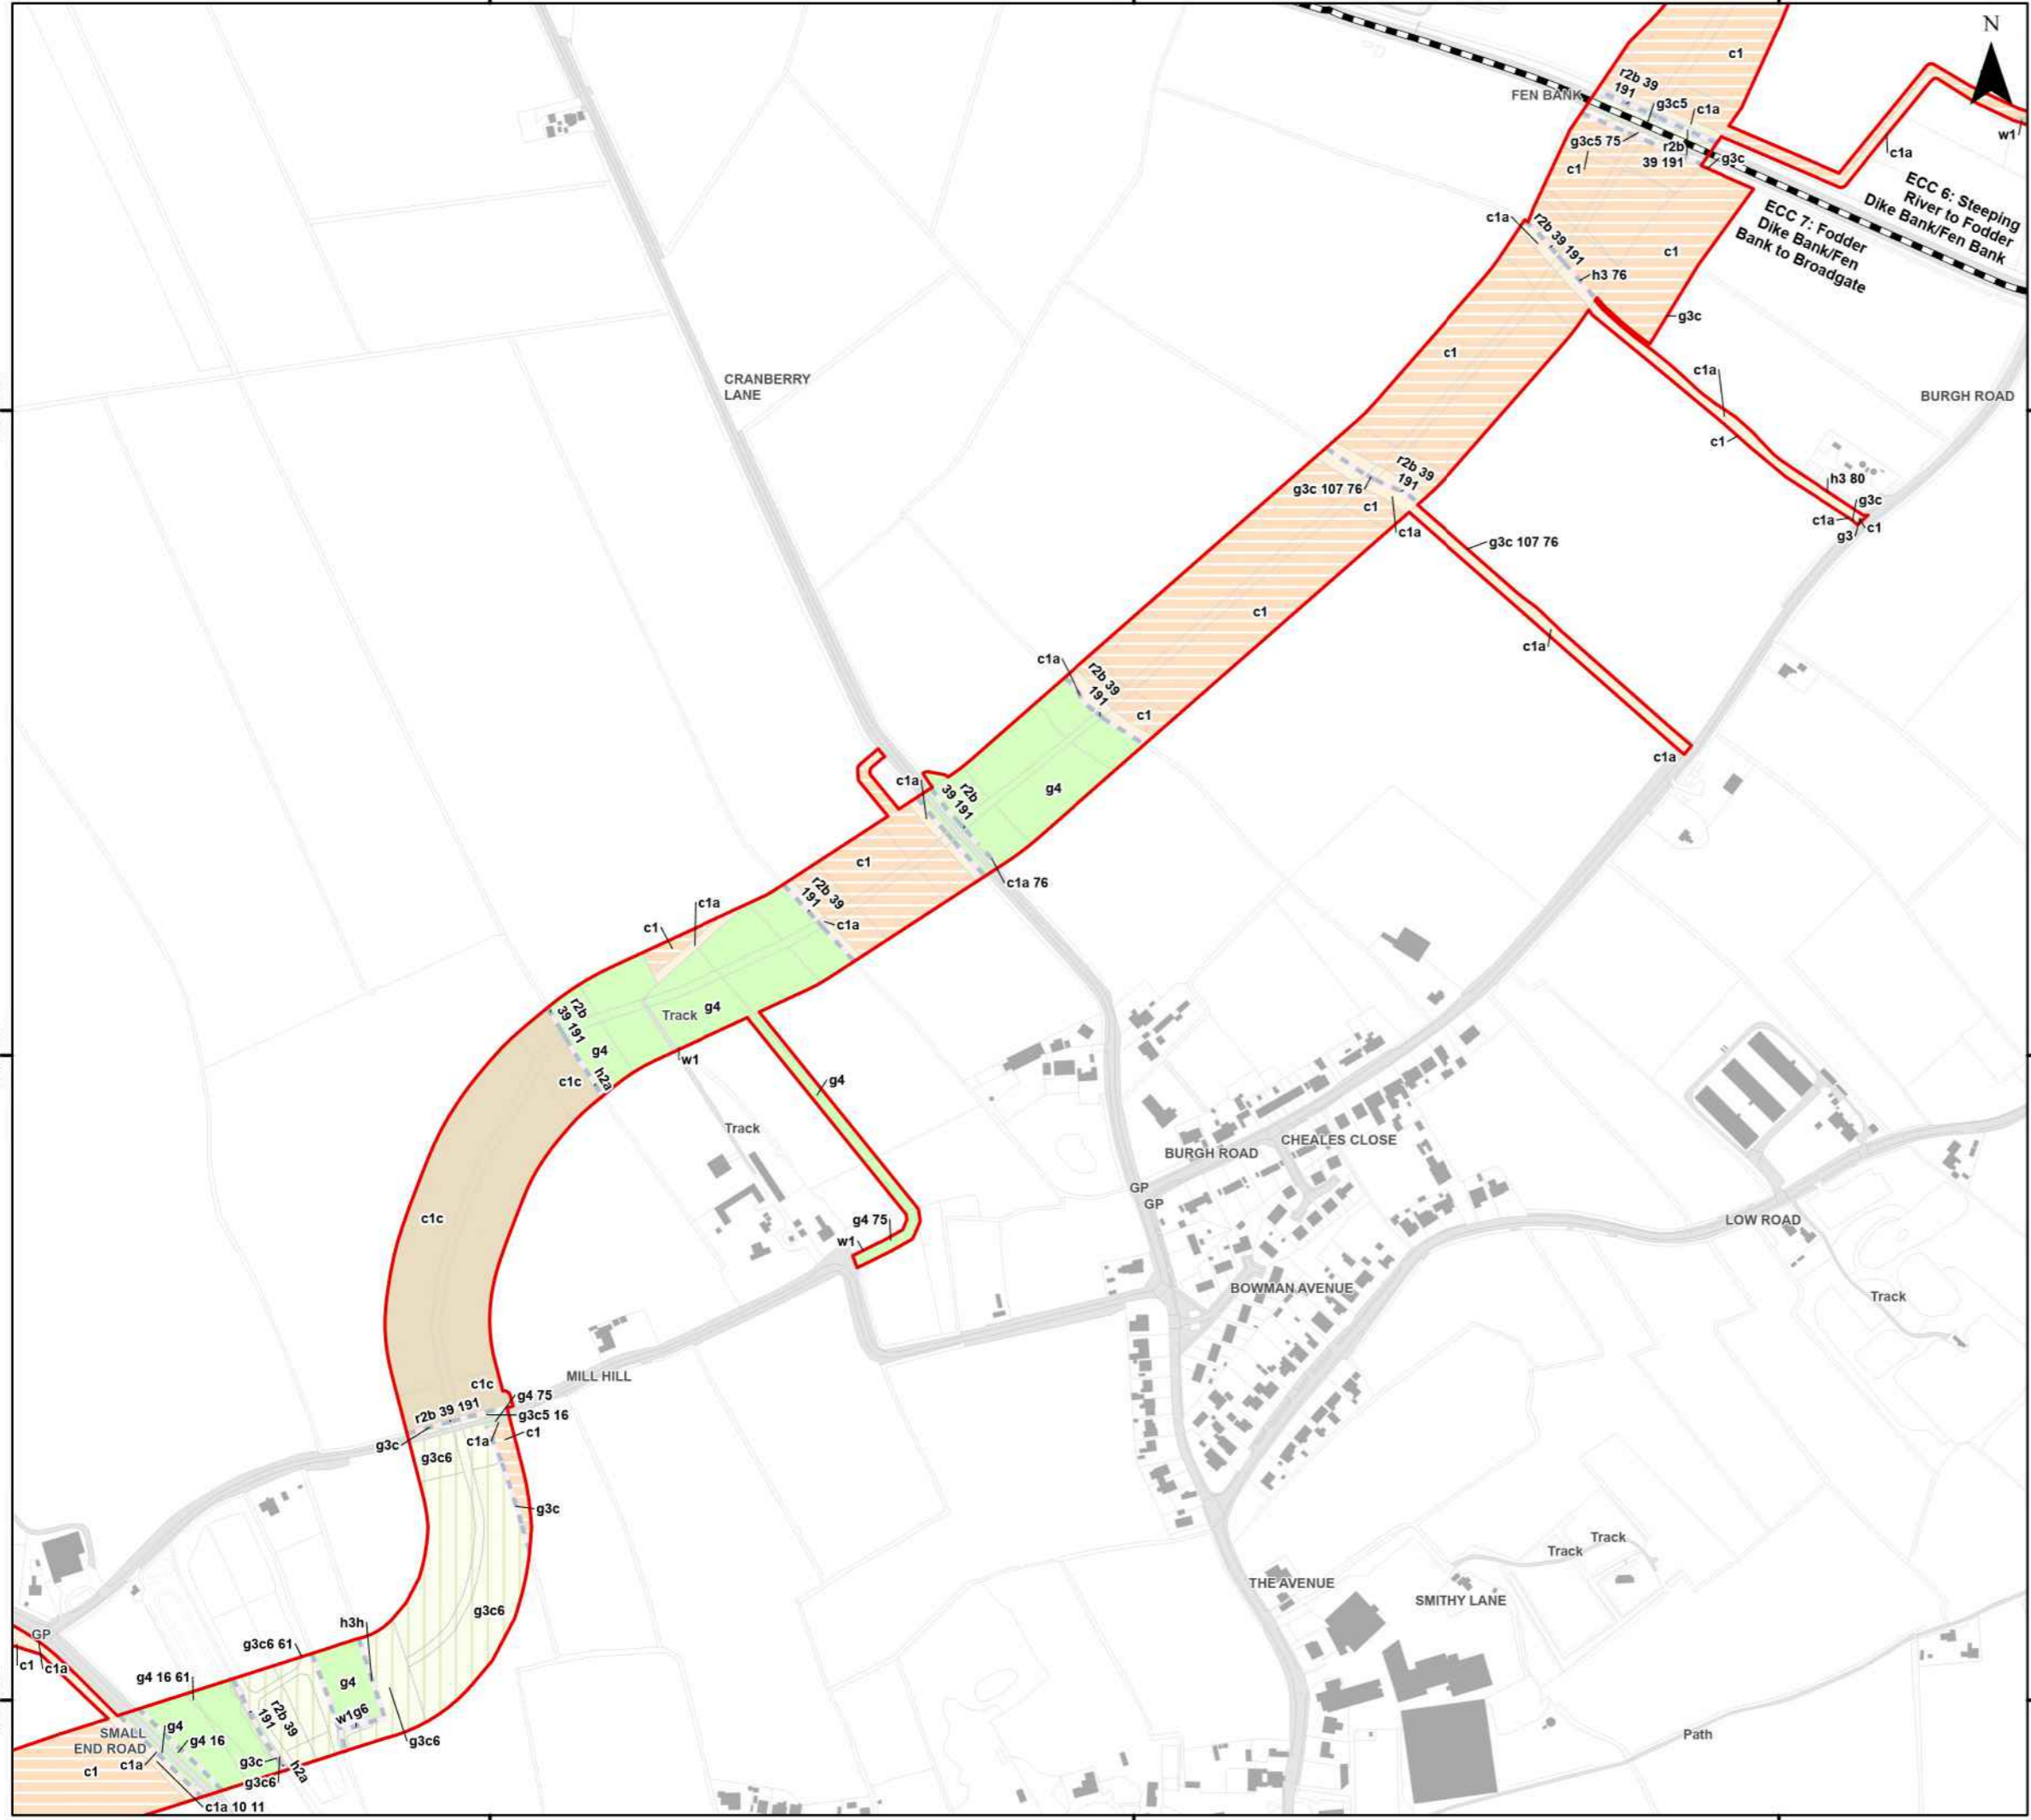 N
c1
r2b 39
191
FEN BANK
g3c5
c1a
g3c5 75
r2b
39 191
g3c
c1
w1
c1a
ECC 6: Steeping
River to Fodder
Dike Bank/Fen Bank
ECC 7: Fodder
Dike Bank/Fen
Bank to Broadgate
c1a
r2b 39 191
c1
h3 76
g3c
c1
CRANBERRY
LANE
c1a
BURGH ROAD
c1
r2b 39
191
g3c 107 76
c1
h3 80
g3c
c1a
c1
g3
c1a
g3c 107 76
c1
c1a
c1a
r2b 39
191
c1
c1a
c1a
r2b
39 191
g4
c1
c1a 76
r2b 39
191
c1a
c1
c1a
g4
Track
r2b
39 191
g4
w1
c1c
h2a
g4
Track
CHEALES CLOSE
BURGH ROAD
GP
GP
c1c
g4 75
w1
LOW ROAD
BOWMAN AVENUE
Track
MILL HILL
c1c
g4 75
r2b 39 191
g3c5 16
c1
c1a
g3c
g3c6
g3c
Track
Track
THE AVENUE
SMITHY LANE
g3c6
h3h
GP
g3c6 61
c1
c1a
g4 16 61
g4
r2b 39
191
w1g6
g3c6
SMALL
END ROAD
g4
g4 16
c1a
g3c
h2a
g3c6
c1
c1a 10 11
Path